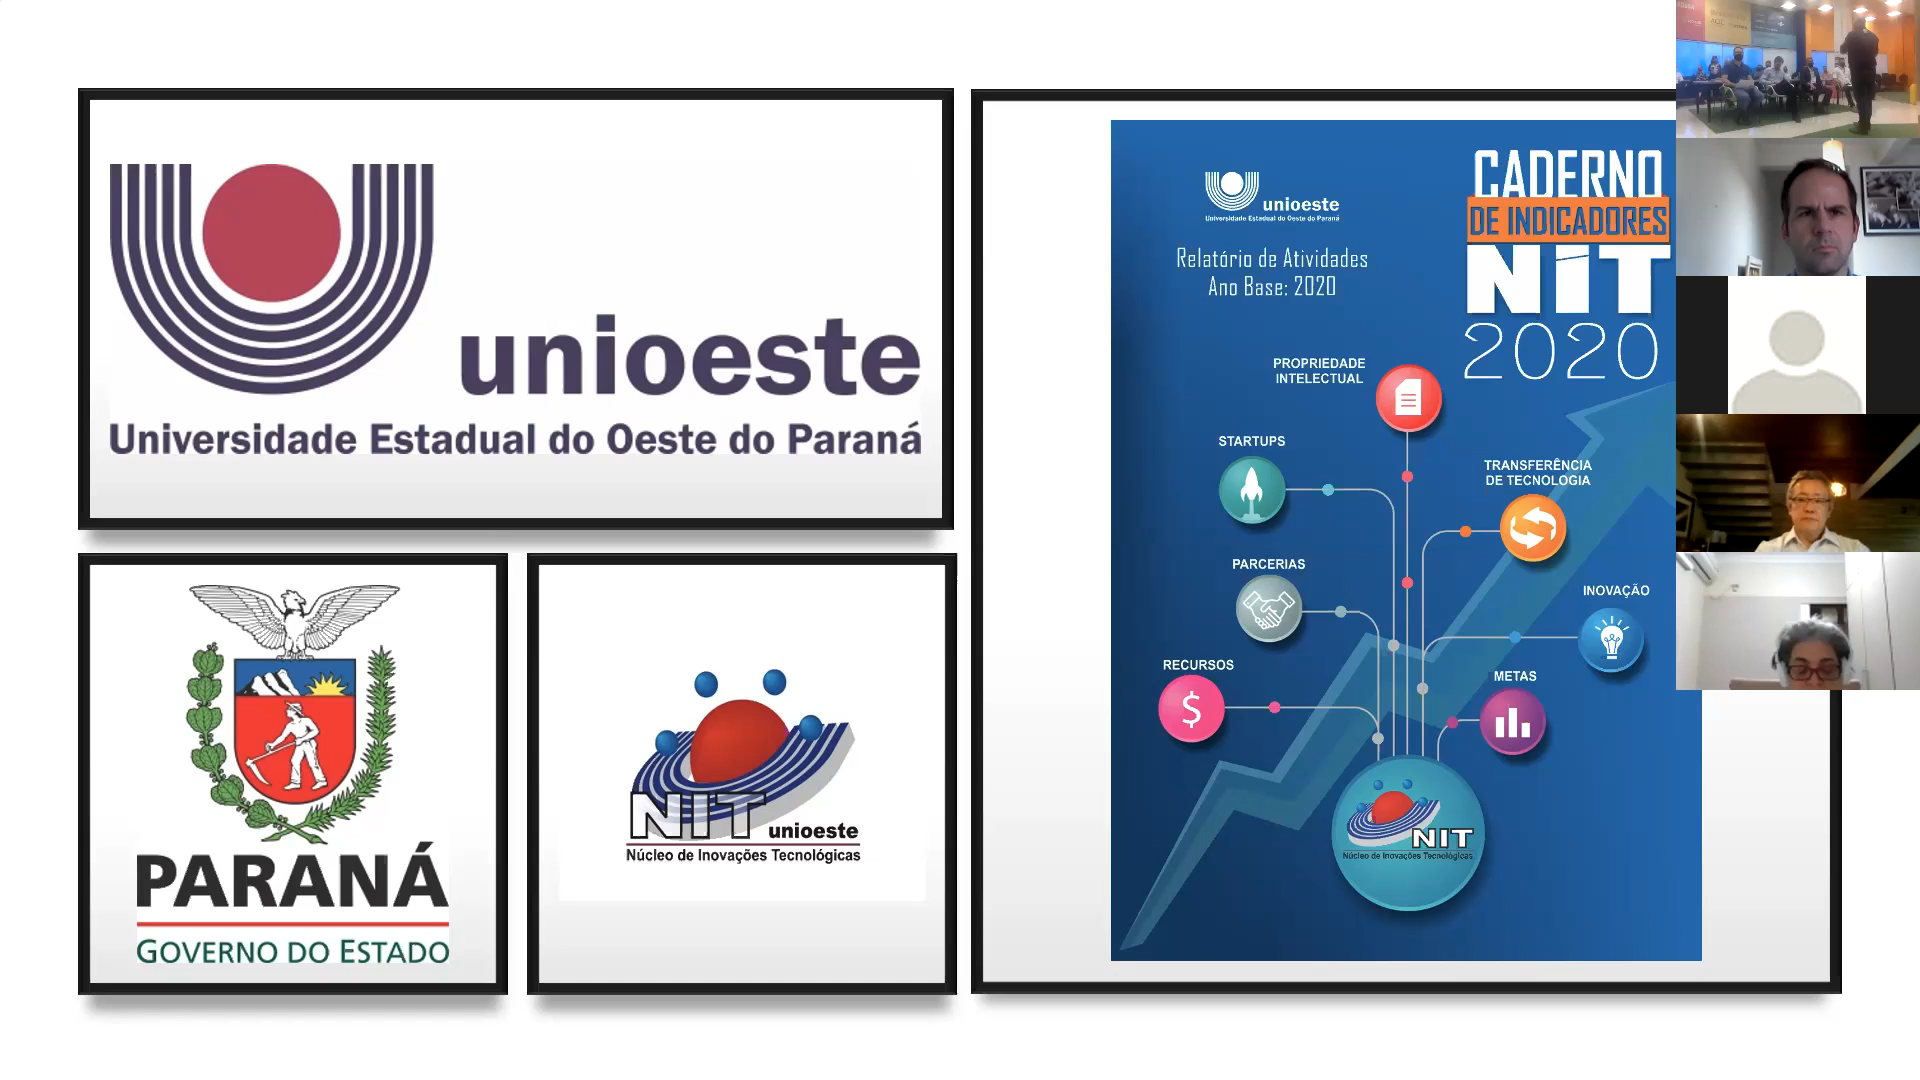 unioeste
Universidade Estadual do Oeste do Paraná
PARANÁ
GOVERNO DO ESTADO
NIT unioeste
Núcleo de Inovações Tecnológicas
unioeste
Universidade Estadual do Oeste do Paraná
Relatório de Atividades
Ano Base: 2020
CADERNO
DE INDICADORES
NIT
2020
PROPRIEDADE
INTELECTUAL
STARTUPS
TRANSFERÊNCIA
DE TECNOLOGIA
PARCERIAS
INOVAÇÃO
RECURSOS
$
METAS
NIT
Núcleo de Inovações Tecnológicas